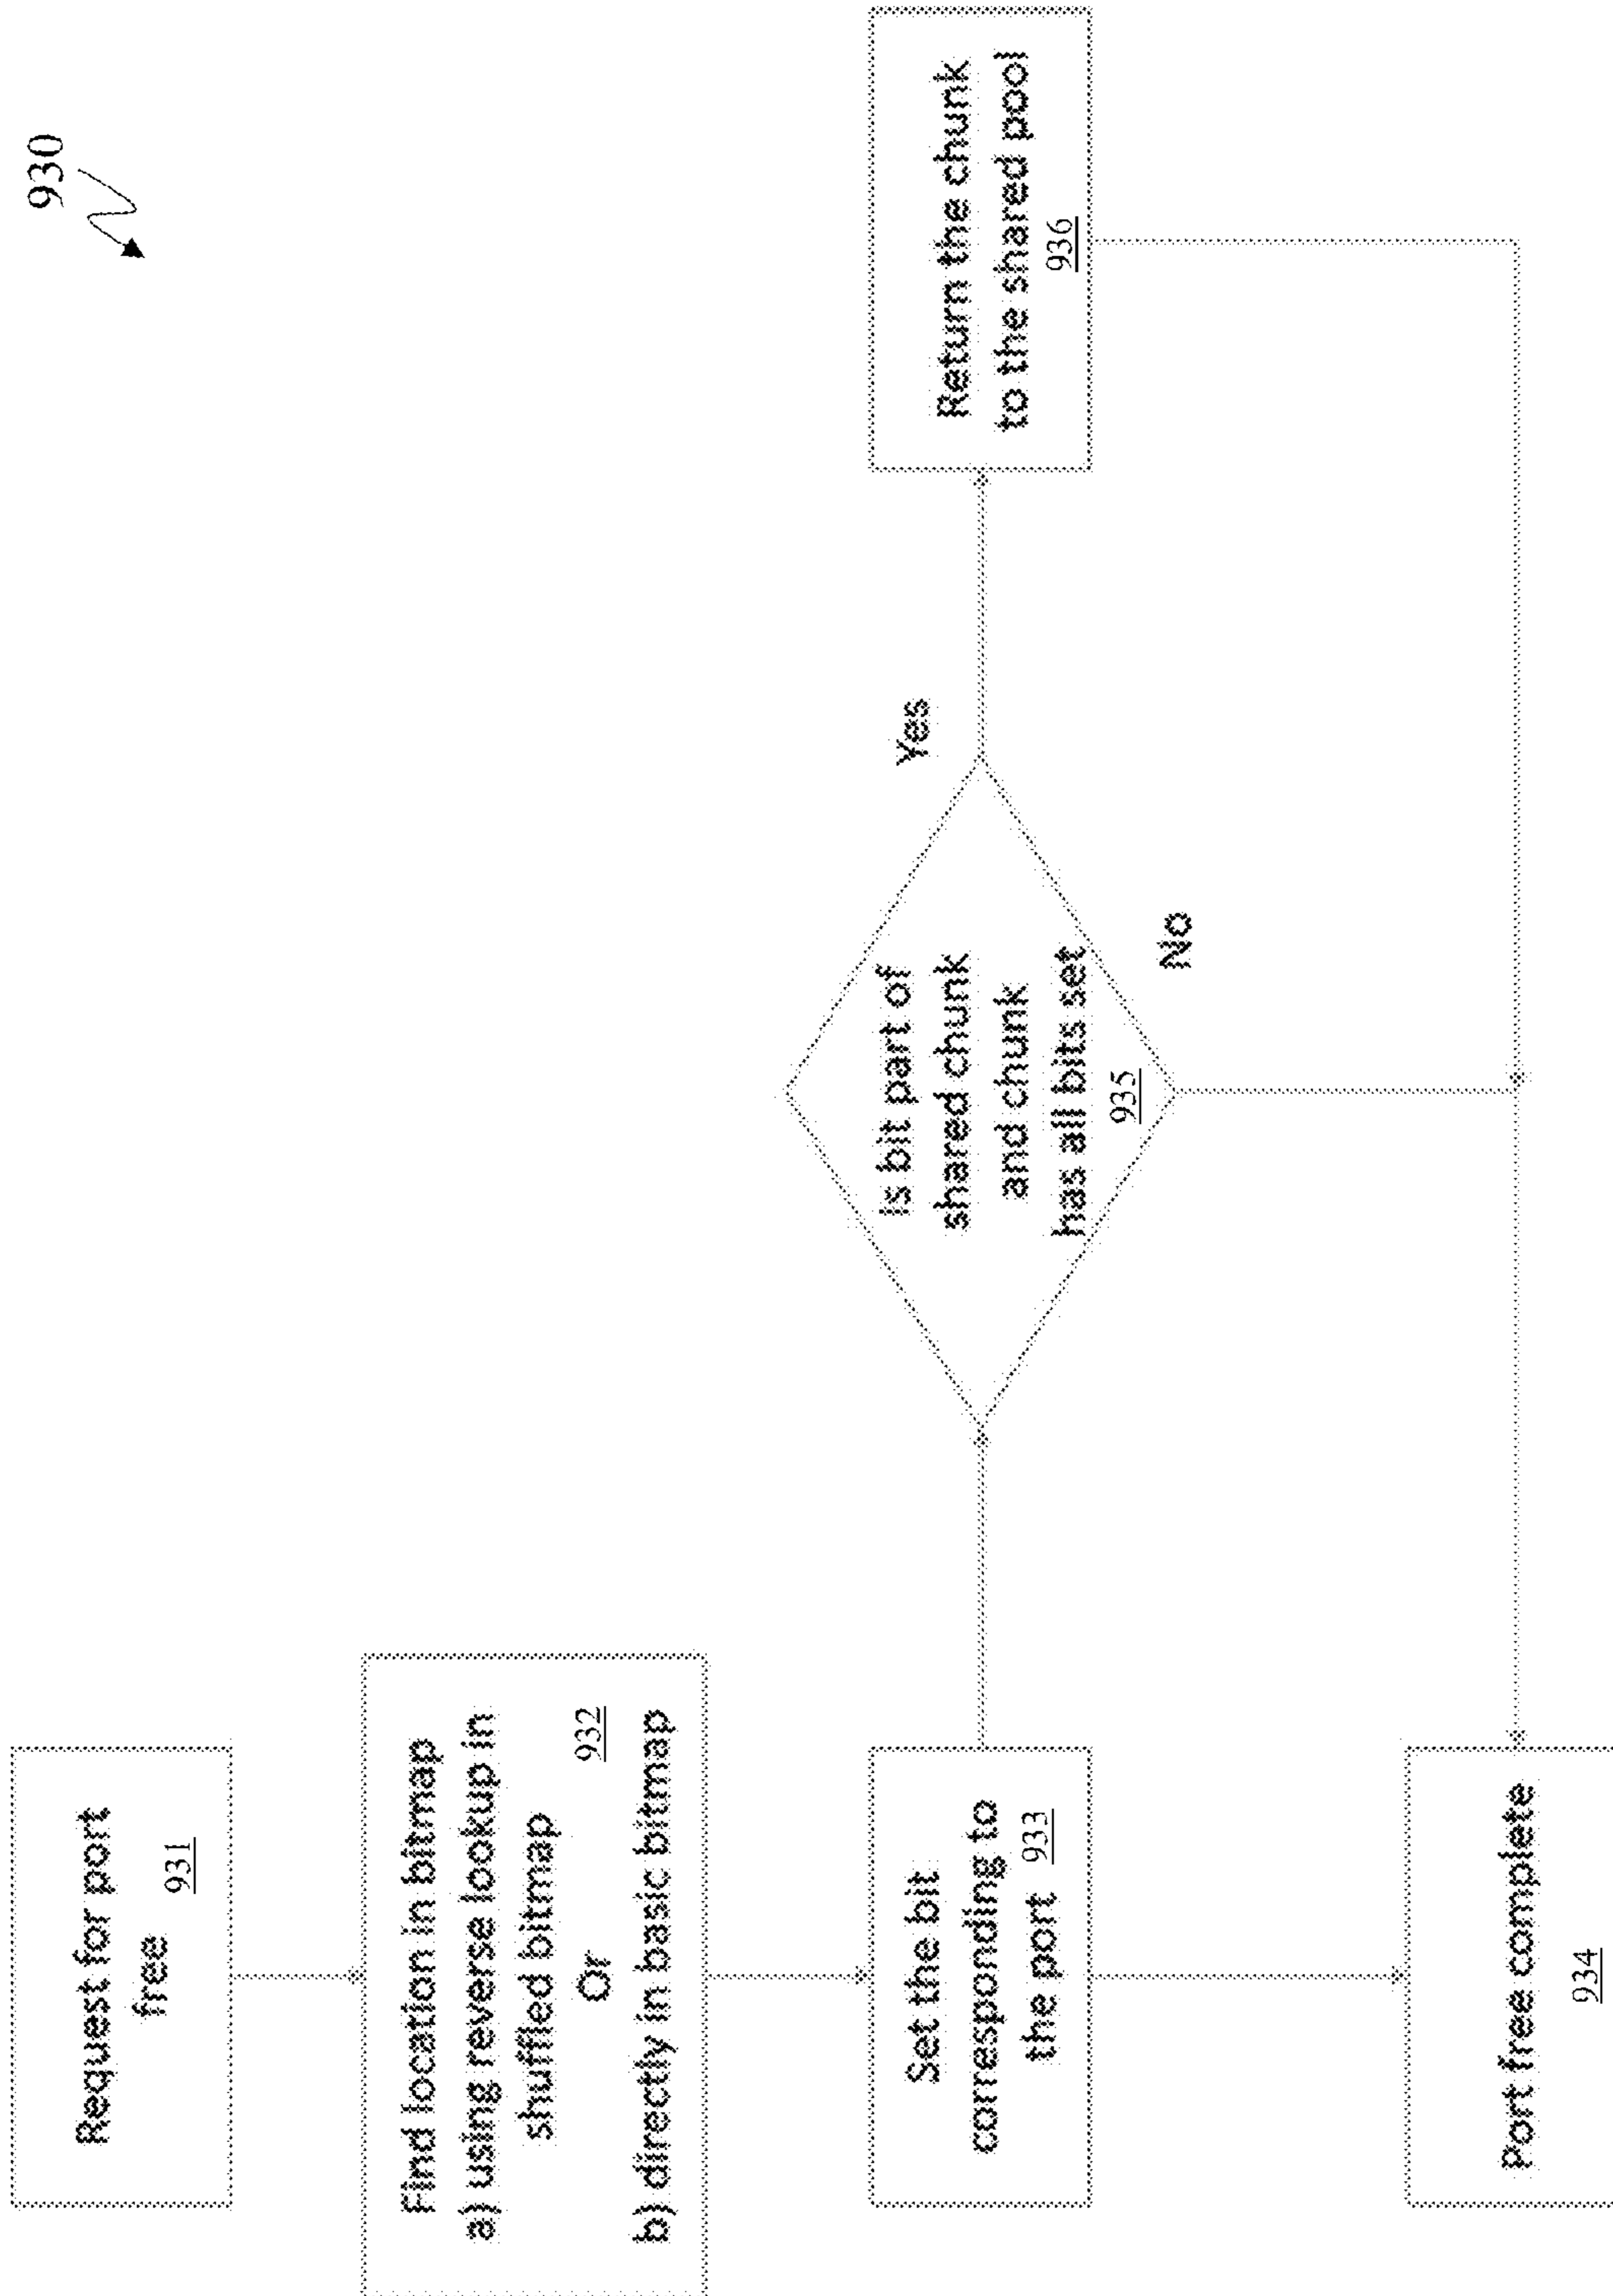 930
Request for port
free
931
Find location in bitmap
a) using reverse lookup in
shuffled bitmap
Or
932
b) directly in basic bitmap
Set the bit
corresponding to
the port 933
Is bit part of
shared chunk
and chunk
has all bits set
935
Yes
No
Return the chunk
to the shared pool
936
Port free complete
934